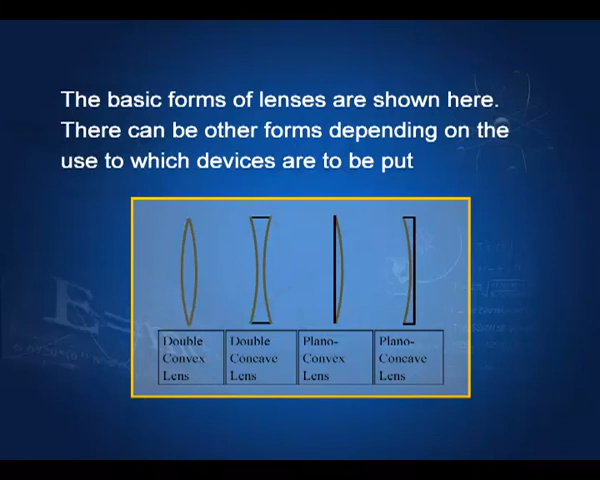 The basic forms of lenses are shown here.
There can be other forms depending on the
use to which devices are to be put
Double Convex Lens
Double Concave Lens
Plano-Convex Lens
Plano-Concave Lens